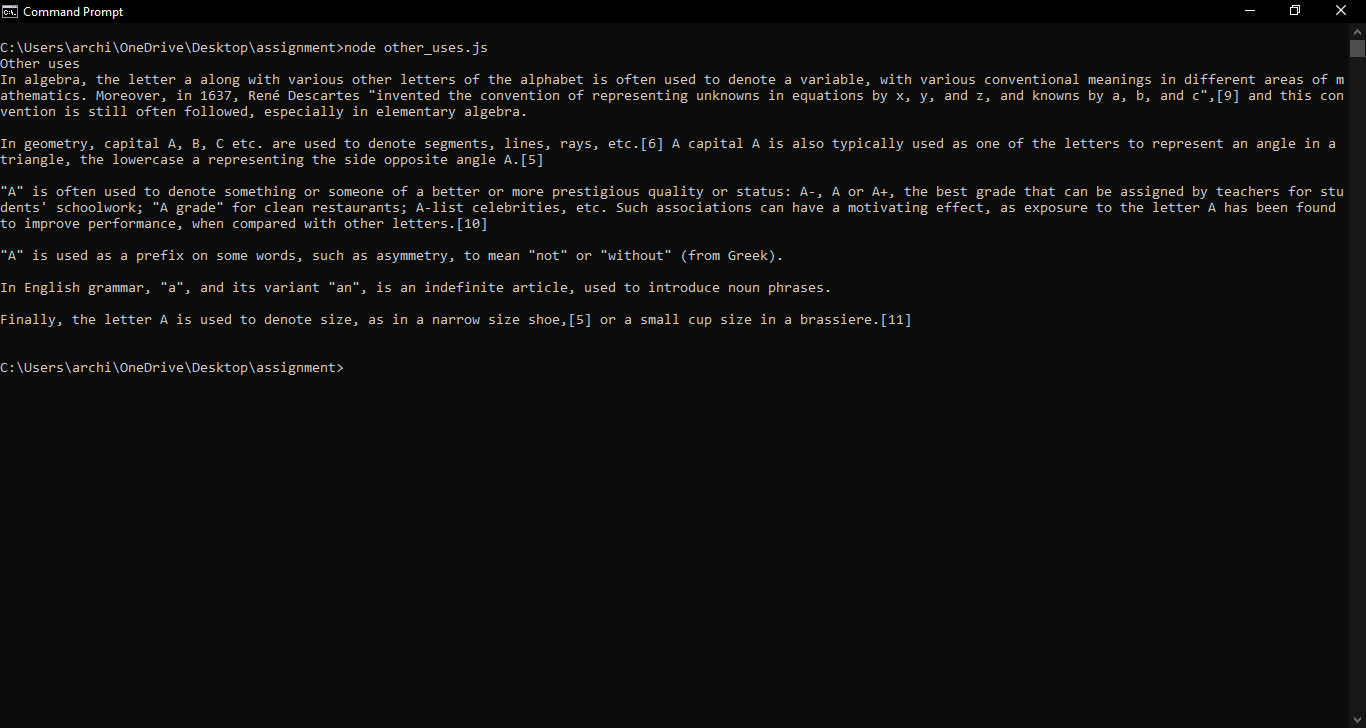 Command Prompt
C:\Users\archi\OneDrive\Desktop\assignment>node other_uses.js
Other uses
In algebra, the letter a along with various other letters of the alphabet is often used to denote a variable, with various conventional meanings in different areas of m
athematics. Moreover, in 1637, René Descartes "invented the convention of representing unknowns in equations by x, y, and z, and knowns by a, b, and c",[9] and this con
vention is still often followed, especially in elementary algebra.
In geometry, capital A, B, C etc. are used to denote segments, lines, rays, etc.[6] A capital A is also typically used as one of the letters to represent an angle in a
triangle, the lowercase a representing the side opposite angle A.[5]
"A" is often used to denote something or someone of a better or more prestigious quality or status: A-, A or A+, the best grade that can be assigned by teachers for stu
dents' schoolwork; "A grade" for clean restaurants; A-list celebrities, etc. Such associations can have a motivating effect, as exposure to the letter A has been found
to improve performance, when compared with other letters.[10]
"A" is used as a prefix on some words, such as asymmetry, to mean "not" or "without" (from Greek).
In English grammar, "a", and its variant "an", is an indefinite article, used to introduce noun phrases.
Finally, the letter A is used to denote size, as in a narrow size shoe,[5] or a small cup size in a brassiere.[11]
C:\Users\archi\OneDrive\Desktop\assignment>